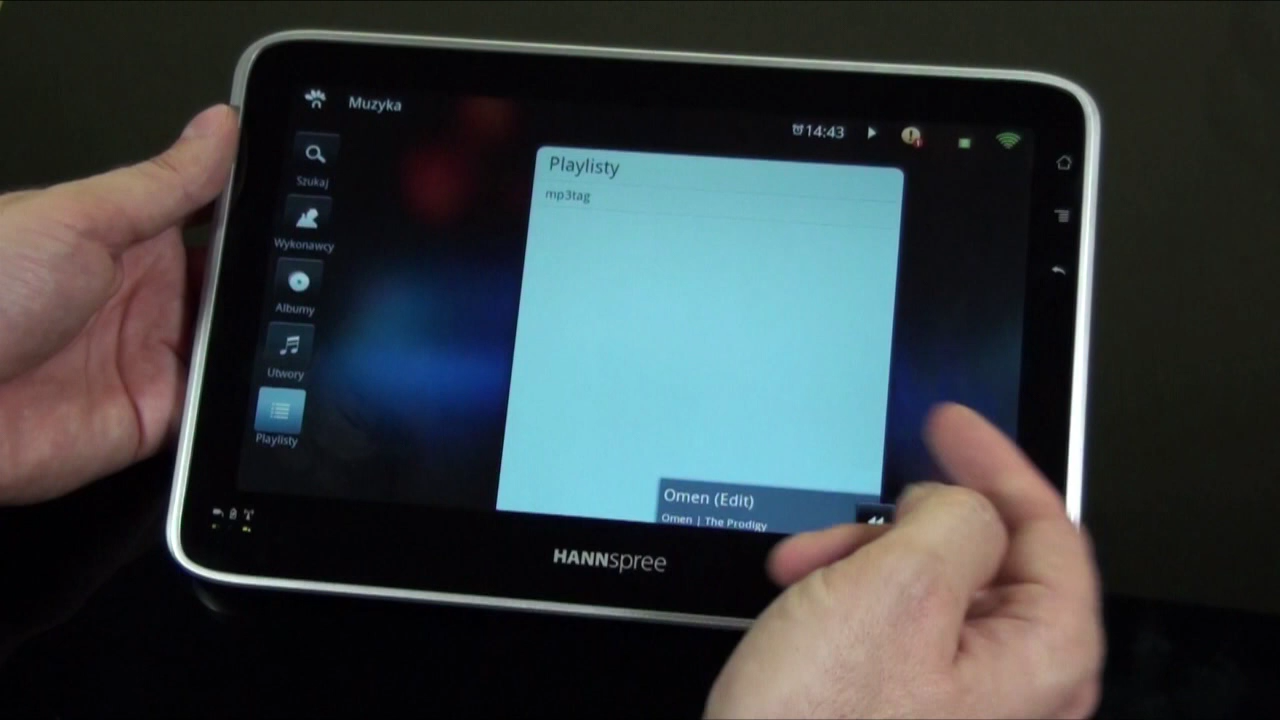 Muzyka
14:43
Szukaj
Wykonawcy
Albumy
Utwory
Playlisty
Playlisty
mp3tag
Omen (Edit)
Omen | The Prodigy
HANNspree